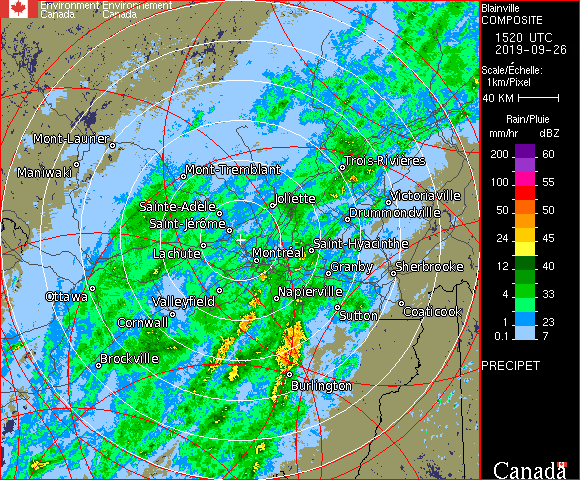 Environment Environnement
Canada Canada
Blainville
COMPOSITE
1520 UTC
2019-09-26
Scale/Échelle:
1km/Pixel
40 KM
Rain/Pluie
mm/hr dBZ
200 60
100 55
50 50
24 45
12 40
4 33
1 23
0.1 7
PRECIPET
Canada
Mont-Laurier
Maniwaki
Mont-Tremblant
Trois-Rivières
Sainte-Adele
Joliette
Victoriaville
Drummondville
Saint-Jérôme
Lachute
Montréal
Saint-Hyacinthe
Granby
Sherbrooke
Ottawa
Valleyfield
Napierville
Cornwall
Sutton
Coaticook
Brockville
Burlington